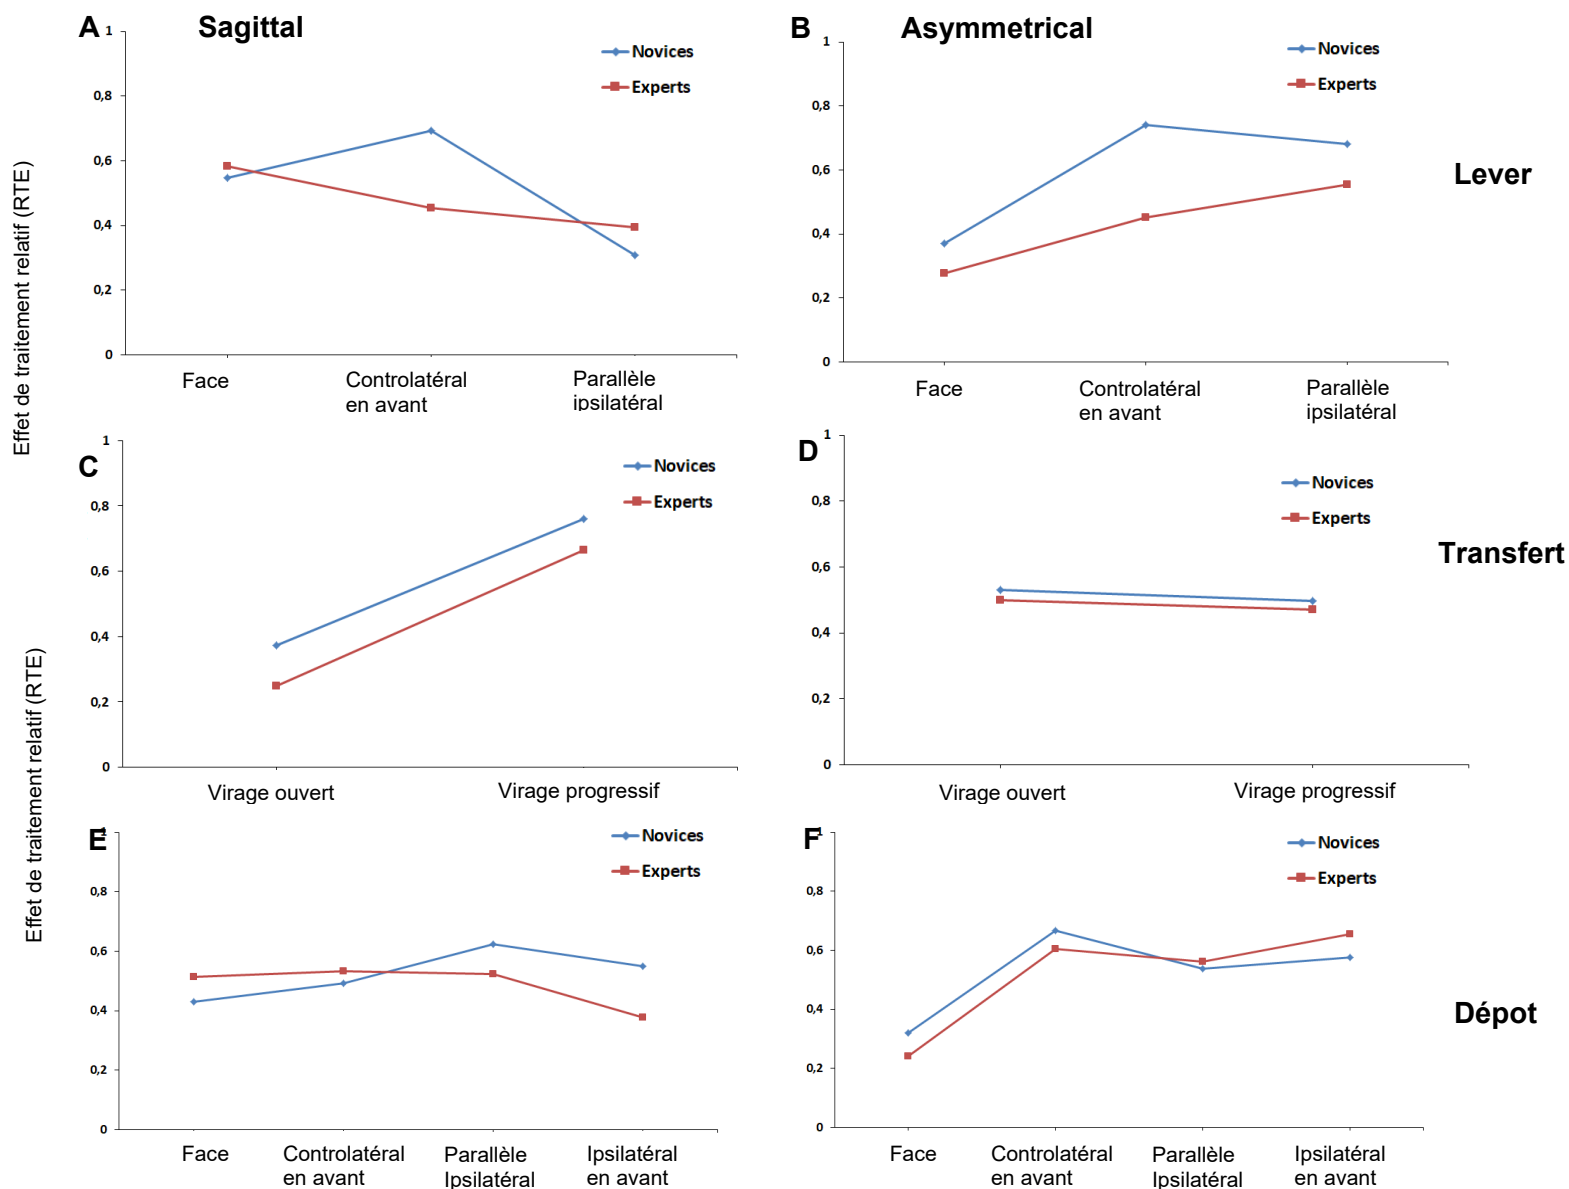 A
Sagittal
1
0,8
0,6
0,4
0,2
0
Novices
Experts
Face
Controlatéral
en avant
Parallèle
ipsilatéral
Effet de traitement relatif (RTE)
B
Asymmetrical
1
0,8
0,6
0,4
0,2
0
Novices
Experts
Face
Controlatéral
en avant
Parallèle
ipsilatéral
Lever
C
1
0,8
0,6
0,4
0,2
0
Novices
Experts
Virage ouvert
Virage progressif
D
1
0,8
0,6
0,4
0,2
0
Novices
Experts
Virage ouvert
Virage progressif
Transfert
Effet de traitement relatif (RTE)
E
1
0,8
0,6
0,4
0,2
0
Novices
Experts
Face
Controlatéral
en avant
Parallèle
Ipsilatéral
Ipsilatéral
en avant
F
1
0,8
0,6
0,4
0,2
0
Novices
Experts
Face
Controlatéral
en avant
Parallèle
Ipsilatéral
Ipsilatéral
en avant
Dépot